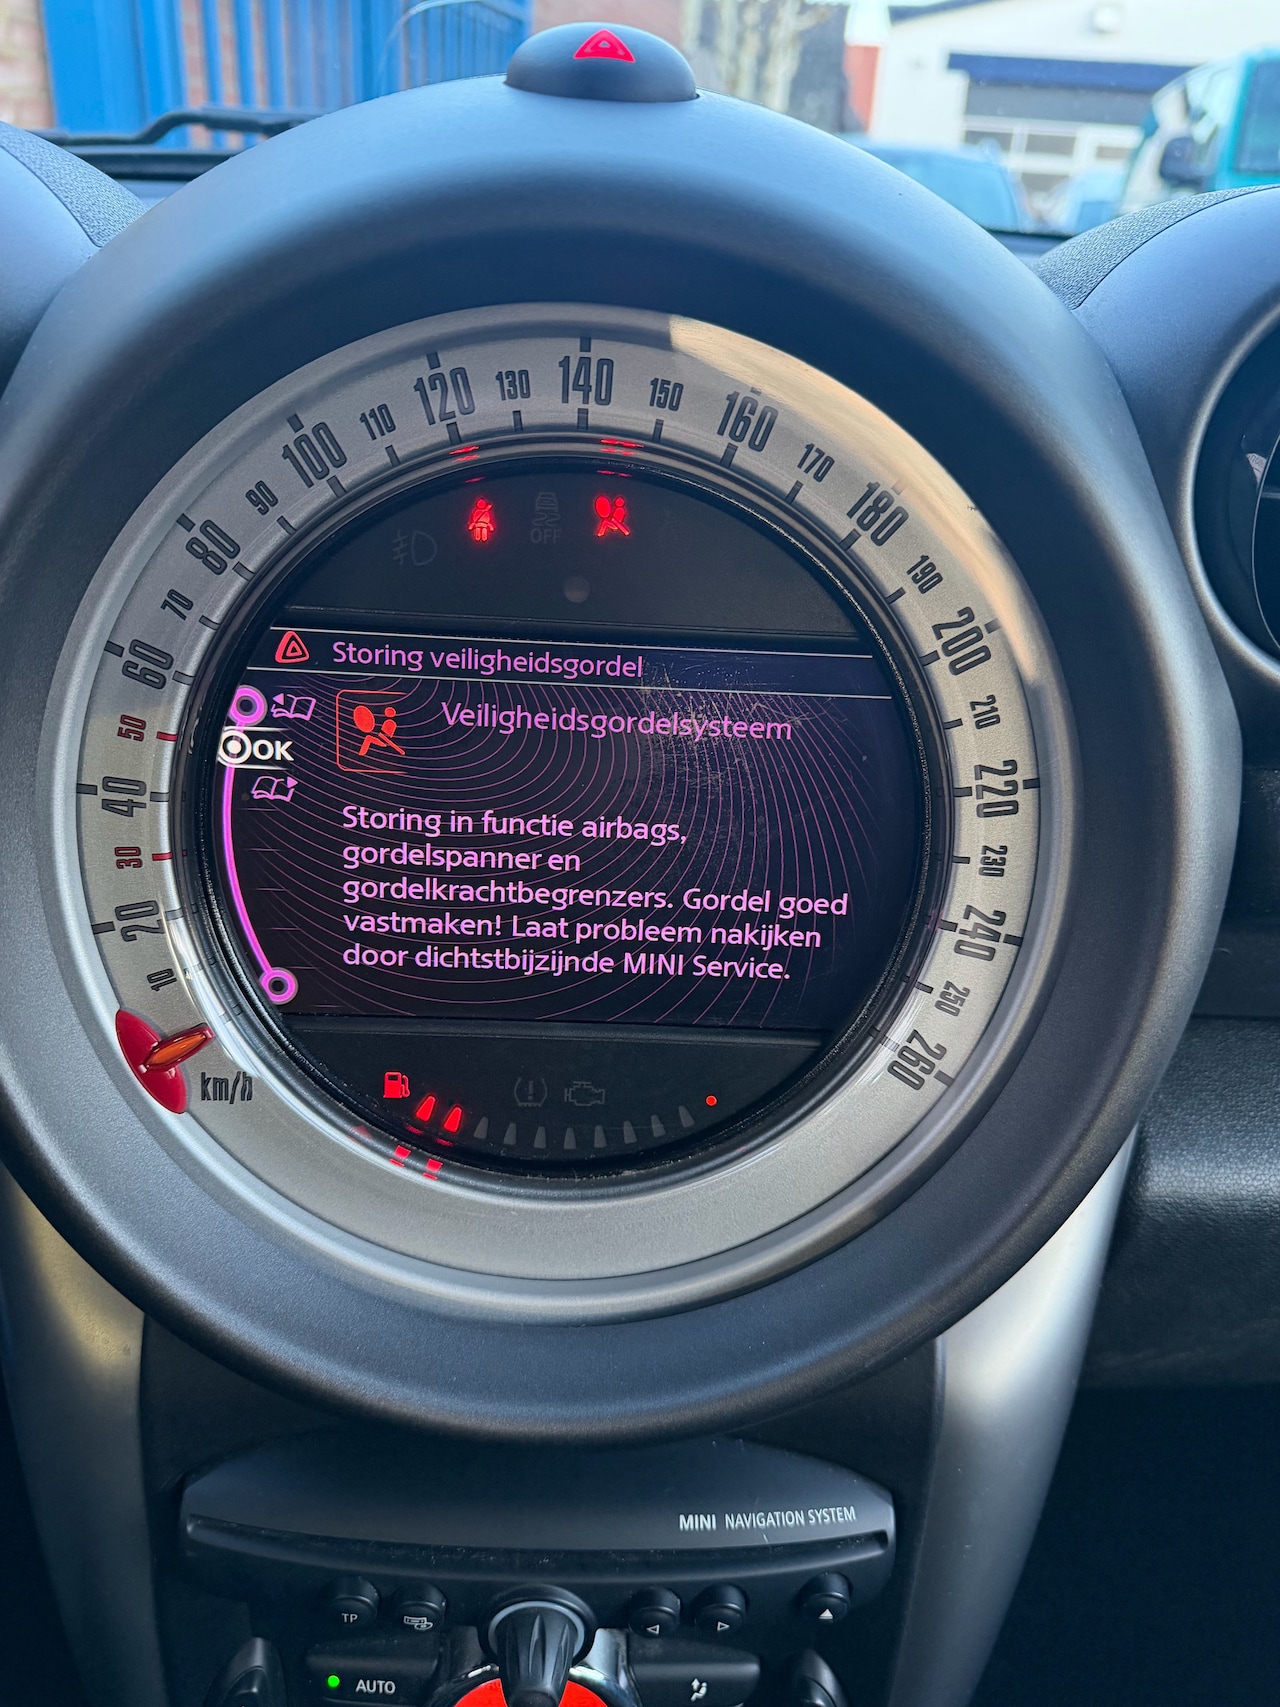 10
20
30
40
50
60
70
80
90
100
110
120
130
140
150
160
170
180
190
200
210
220
230
240
250
260
km/h
OFF
Storing veiligheidsgordel
Veiligheidsgordelsysteem
OK
Storing in functie airbags,
gordelspanner en
gordelkrachtbegrenzers. Gordel goed
vastmaken! Laat probleem nakijken
door dichtstbijzijnde MINI Service.
MINI NAVIGATION SYSTEM
TP
AUTO